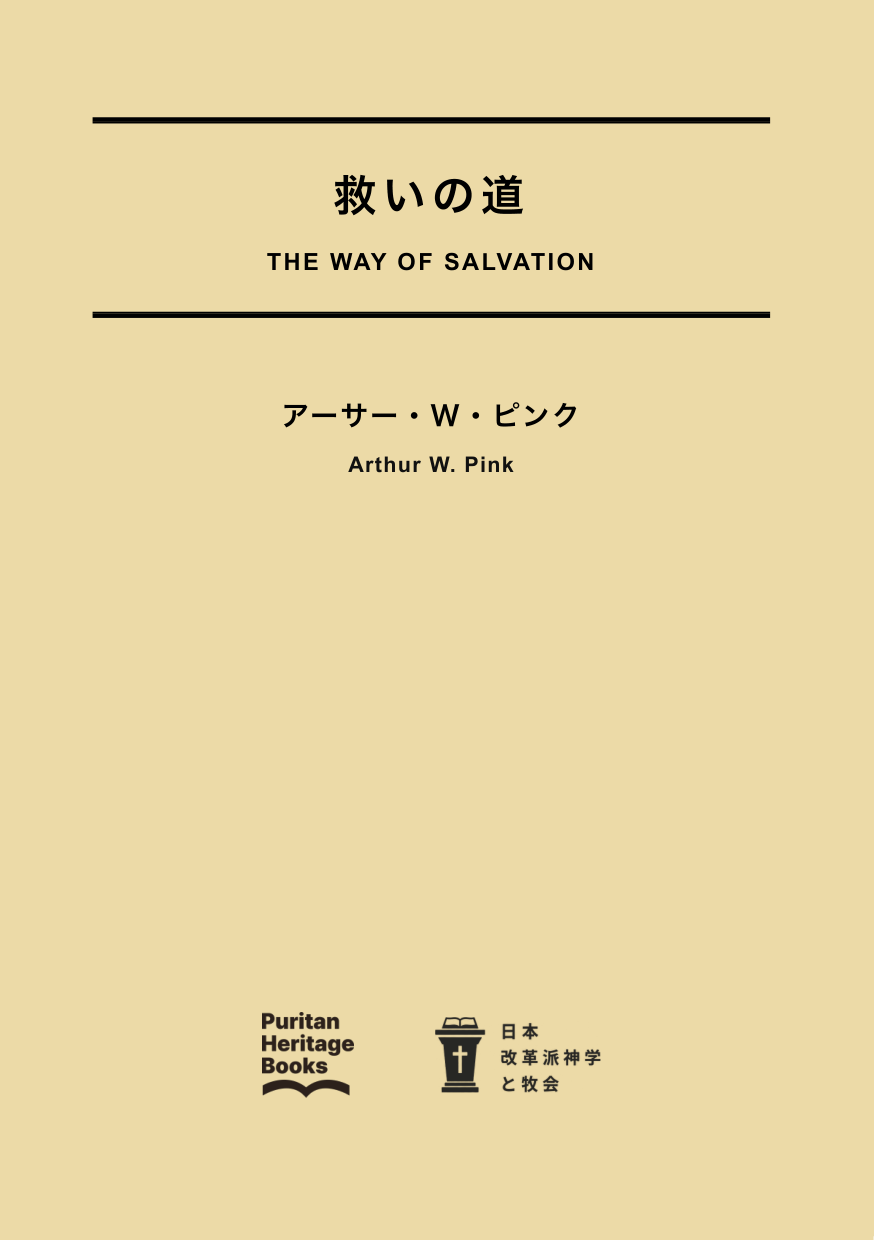 救いの道
THE WAY OF SALVATION
アーサー・W・ピンク
Arthur W. Pink
Puritan
Heritage
Books
日本
改革派神学
と牧会